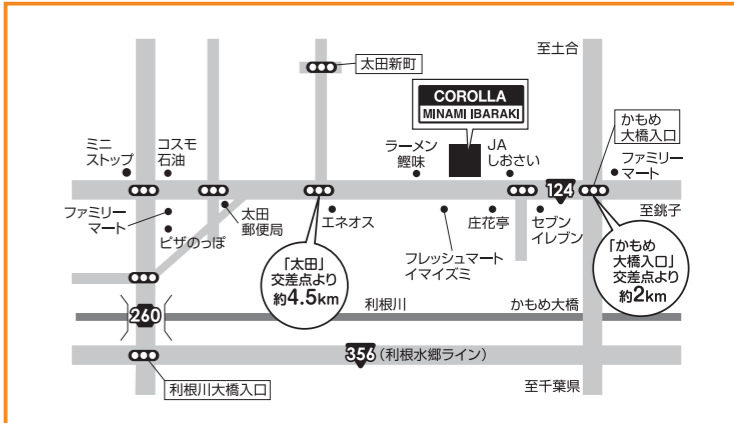 至土合
太田新町
COROLLA
MINAMI IBARAKI
かもめ
大橋入口
ミニ
ストップ
コスモ
石油
ラーメン
鰹味
JA
しおさい
ファミリー
マート
124
至銚子
ファミリー
マート
ピザのっぽ
太田
郵便局
エネオス
フレッシュマート
イマイズミ
庄花亭
セブン
イレブン
「太田」
交差点より
約4.5km
「かもめ
大橋入口」
交差点より
約2km
260
利根川
かもめ大橋
356
(利根水郷ライン)
利根川大橋入口
至千葉県